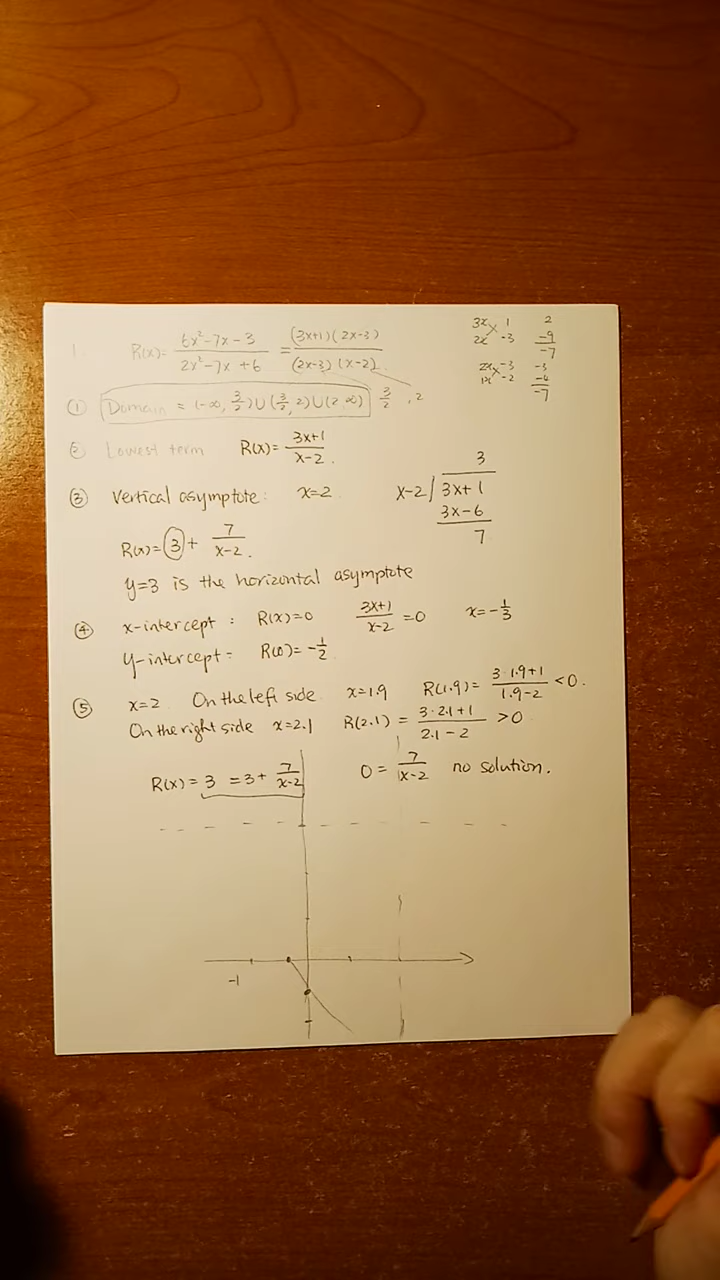 1. R(x)= 6x²-7x-3 / 2x²-7x+6 = (3x+1)(2x-3) / (2x-3)(x-2)
3x 1 2
2x -3 -9
-7
2x -3 -3
1x -2 -4
-7
① Domain = (-∞, 3/2)∪(3/2, 2)∪(2, ∞) 3/2, 2
② Lowest term R(x)= 3x+1 / x-2.
③ Vertical asymptote: x=2.
3
x-2 / 3x+1
3x-6
7
R(x)= 3 + 7 / x-2.
y=3 is the horizontal asymptote
④ x-intercept : R(x)=0 3x+1 / x-2 =0 x=-1/3
y-intercept = R(0)= -1/2.
⑤ x=2. On the left side. x=1.9 R(1.9)= 3·1.9+1 / 1.9-2 <0.
On the right side x=2.1 R(2.1) = 3·2.1+1 / 2.1-2 >0.
R(x)= 3 = 3+ 7 / x-2 0= 7 / x-2 no solution.
-1